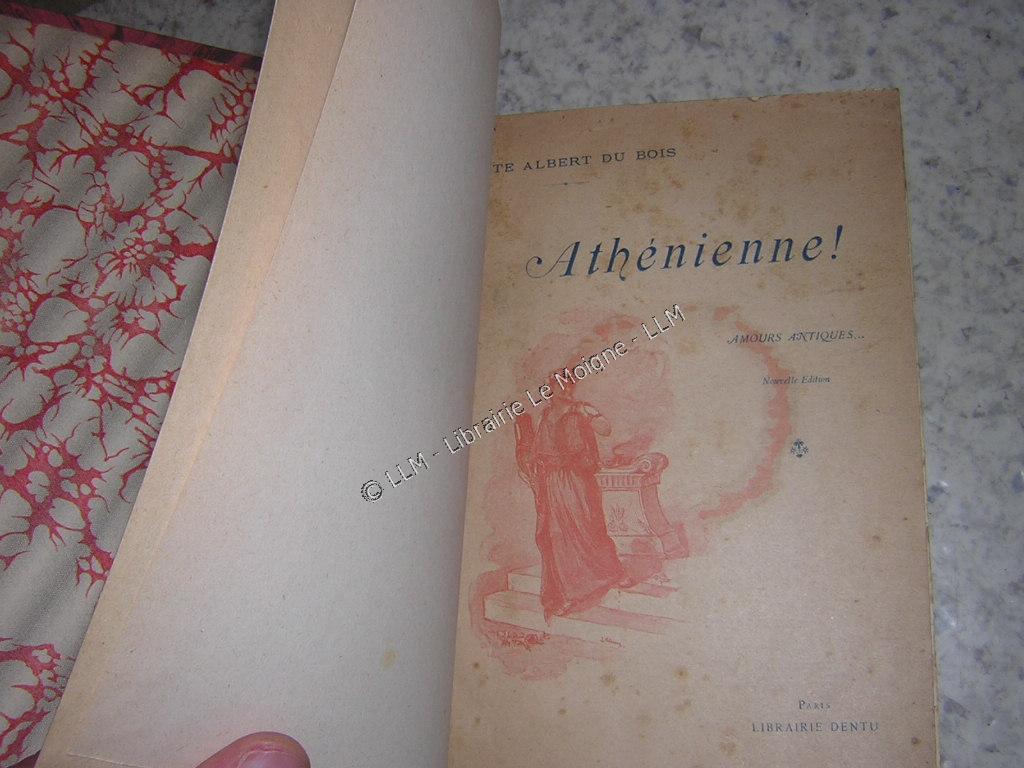 TE ALBERT DU BOIS
Athénienne!
AMOURS ANTIQUES...
Nouvelle Edition
© LLM - Librairie Le Moigne - LLM
PARIS
LIBRAIRIE DENTU